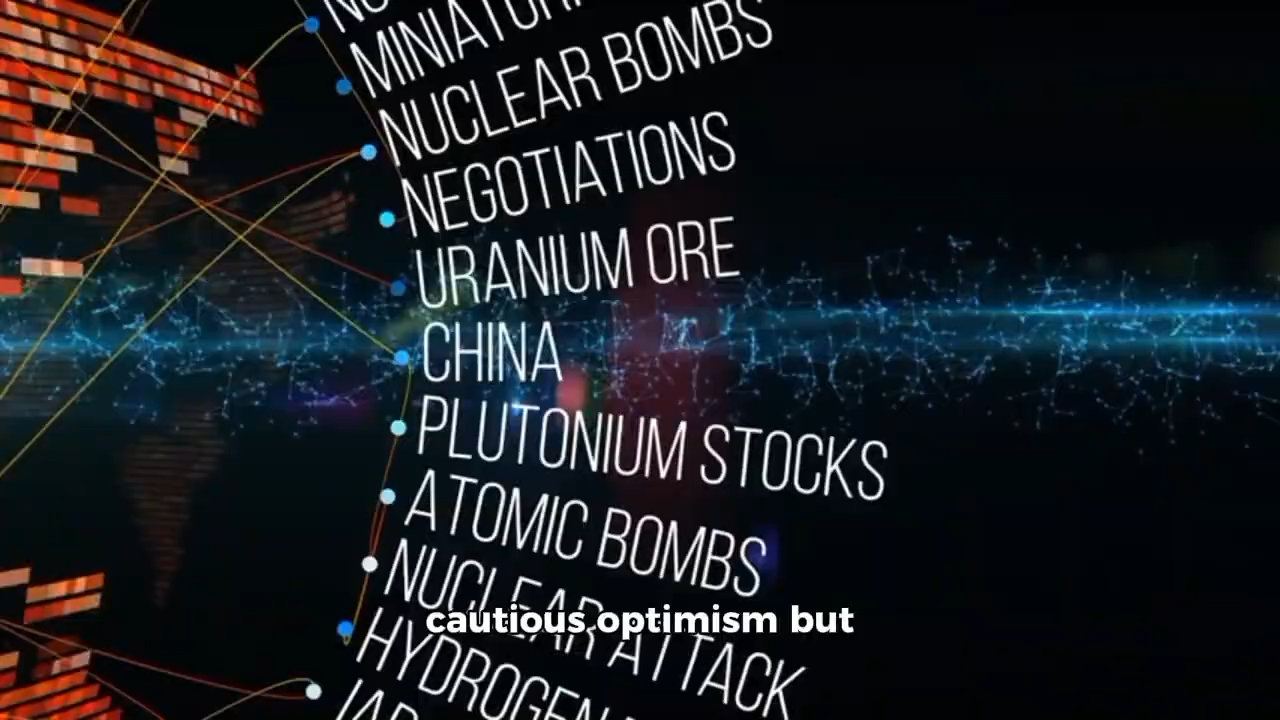 NUCLEAR BOMBS
NEGOTIATIONS
URANIUM ORE
CHINA
PLUTONIUM STOCKS
ATOMIC BOMBS
NUCLEAR ATTACK
cautious optimism but
HYDROGEN